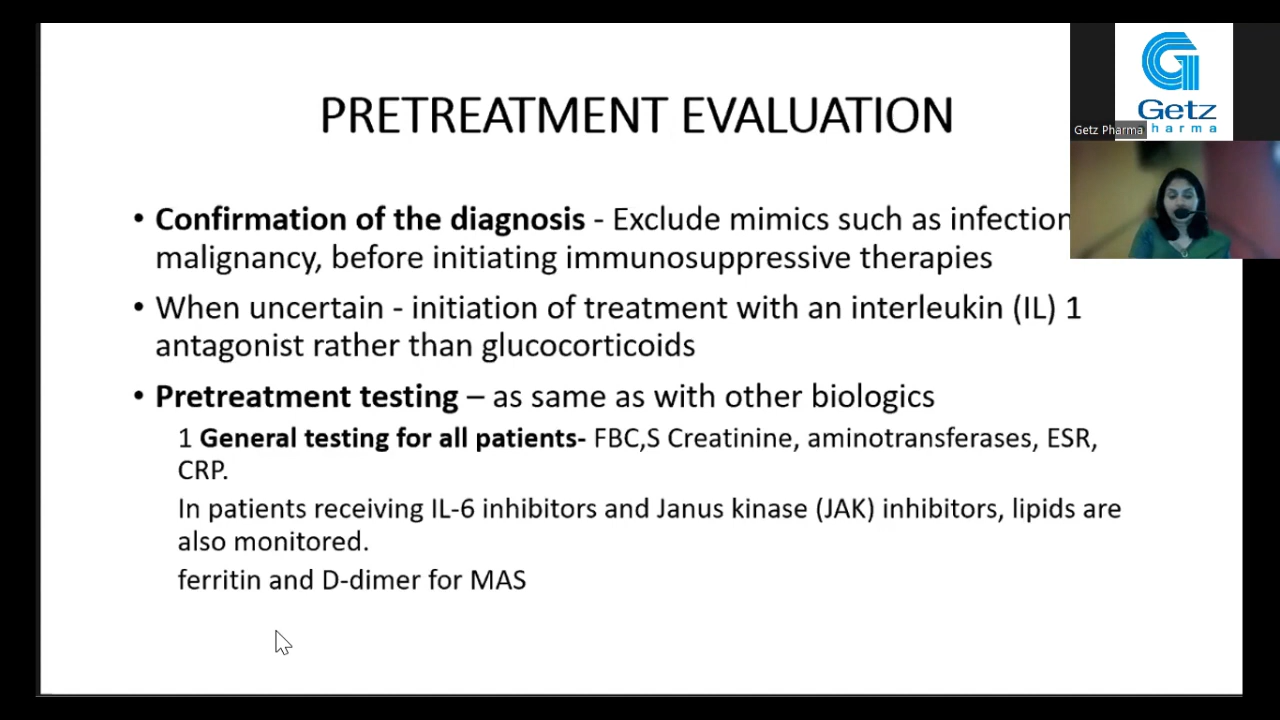 PRETREATMENT EVALUATION
• Confirmation of the diagnosis - Exclude mimics such as infection
malignancy, before initiating immunosuppressive therapies
• When uncertain - initiation of treatment with an interleukin (IL) 1
antagonist rather than glucocorticoids
• Pretreatment testing – as same as with other biologics
1 General testing for all patients- FBC,S Creatinine, aminotransferases, ESR,
CRP.
In patients receiving IL-6 inhibitors and Janus kinase (JAK) inhibitors, lipids are
also monitored.
ferritin and D-dimer for MAS
Getz
harma
Getz Pharma